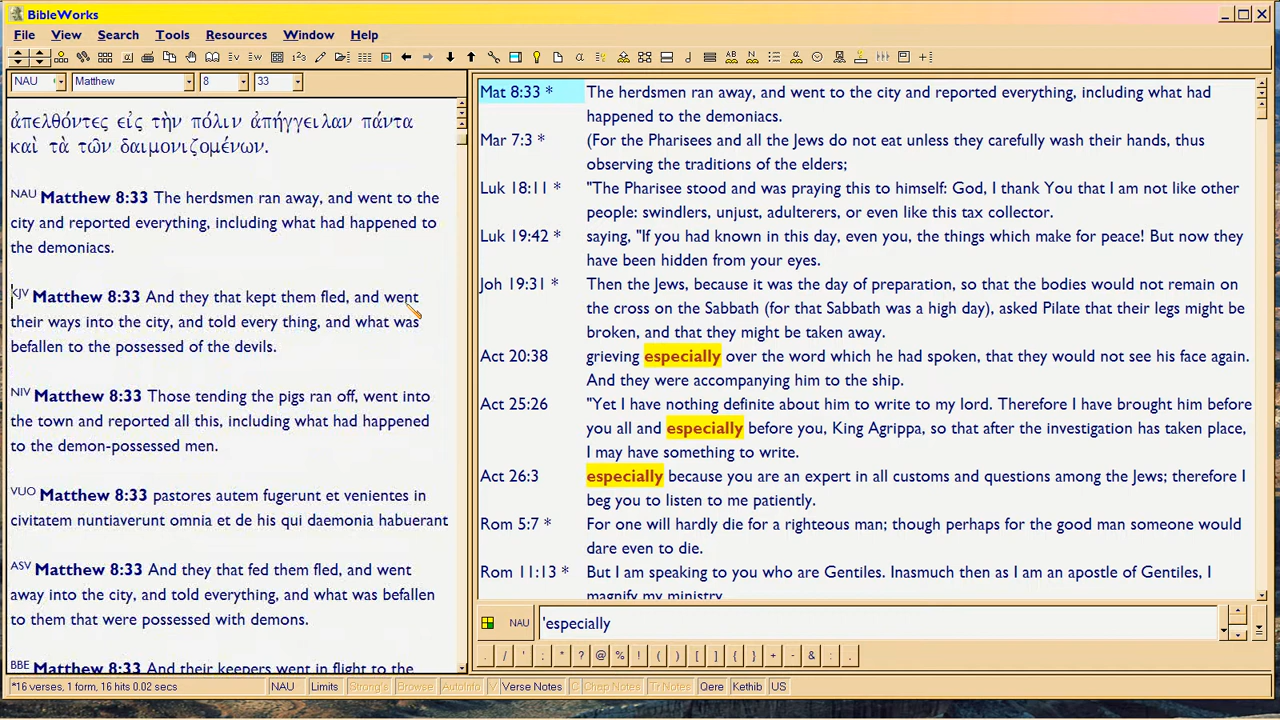 BibleWorks
File View Search Tools Resources Window Help
NAU Matthew 8 33
ἀπελθόντες εἰς τὴν πόλιν ἀπήγγειλαν πάντα
καὶ τὰ τῶν δαιμονιζομένων.
NAU Matthew 8:33 The herdsmen ran away, and went to the
city and reported everything, including what had happened to
the demoniacs.
KJV Matthew 8:33 And they that kept them fled, and went
their ways into the city, and told every thing, and what was
befallen to the possessed of the devils.
NIV Matthew 8:33 Those tending the pigs ran off, went into
the town and reported all this, including what had happened
to the demon-possessed men.
VUO Matthew 8:33 pastores autem fugerunt et venientes in
civitatem nuntiaverunt omnia et de his qui daemonia habuerant
ASV Matthew 8:33 And they that fed them fled, and went
away into the city, and told everything, and what was befallen
to them that were possessed with demons.
BBE Matthew 8:33 And their keepers went in flight to the
Mat 8:33 * The herdsmen ran away, and went to the city and reported everything, including what had
happened to the demoniacs.
Mar 7:3 * (For the Pharisees and all the Jews do not eat unless they carefully wash their hands, thus
observing the traditions of the elders;
Luk 18:11 * "The Pharisee stood and was praying this to himself: God, I thank You that I am not like other
people: swindlers, unjust, adulterers, or even like this tax collector.
Luk 19:42 * saying, "If you had known in this day, even you, the things which make for peace! But now they
have been hidden from your eyes.
Joh 19:31 * Then the Jews, because it was the day of preparation, so that the bodies would not remain on
the cross on the Sabbath (for that Sabbath was a high day), asked Pilate that their legs might be
broken, and that they might be taken away.
Act 20:38 grieving especially over the word which he had spoken, that they would not see his face again.
And they were accompanying him to the ship.
Act 25:26 "Yet I have nothing definite about him to write to my lord. Therefore I have brought him before
you all and especially before you, King Agrippa, so that after the investigation has taken place,
I may have something to write.
Act 26:3 especially because you are an expert in all customs and questions among the Jews; therefore I
beg you to listen to me patiently.
Rom 5:7 * For one will hardly die for a righteous man; though perhaps for the good man someone would
dare even to die.
Rom 11:13 * But I am speaking to you who are Gentiles. Inasmuch then as I am an apostle of Gentiles, I
magnify my ministry
NAU 'especially
. / ' ; * ? @ % ! ( ) [ ] { } + - & : .
*16 verses, 1 form, 16 hits 0.02 secs NAU Limits Strong's Browse AutoInfo V Verse Notes C Chap Notes Tr Notes Qere Kethib US